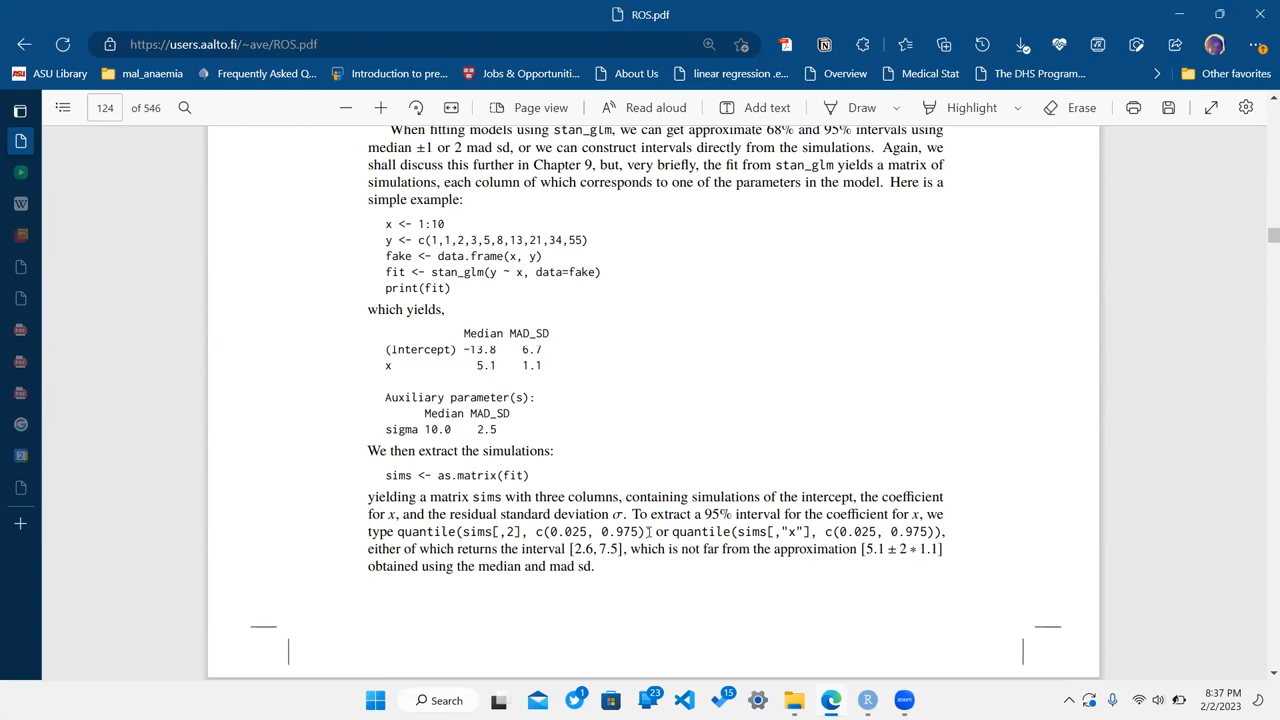 ROS.pdf
https://users.aalto.fi/~ave/ROS.pdf
ASU Library
mal_anaemia
Frequently Asked Q...
Introduction to pre...
Jobs & Opportuniti...
About Us
linear regression .e...
Overview
Medical Stat
The DHS Program...
Other favorites
124 of 546
Page view
Read aloud
Add text
Draw
Highlight
Erase
When fitting models using stan_glm, we can get approximate 68% and 95% intervals using
median ±1 or 2 mad sd, or we can construct intervals directly from the simulations. Again, we
shall discuss this further in Chapter 9, but, very briefly, the fit from stan_glm yields a matrix of
simulations, each column of which corresponds to one of the parameters in the model. Here is a
simple example:
x <- 1:10
y <- c(1,1,2,3,5,8,13,21,34,55)
fake <- data.frame(x, y)
fit <- stan_glm(y ~ x, data=fake)
print(fit)
which yields,
Median MAD_SD
(Intercept) -13.8 6.7
x 5.1 1.1
Auxiliary parameter(s):
Median MAD_SD
sigma 10.0 2.5
We then extract the simulations:
sims <- as.matrix(fit)
yielding a matrix sims with three columns, containing simulations of the intercept, the coefficient
for x, and the residual standard deviation σ. To extract a 95% interval for the coefficient for x, we
type quantile(sims[,2], c(0.025, 0.975)) or quantile(sims[,"x"], c(0.025, 0.975)),
either of which returns the interval [2.6, 7.5], which is not far from the approximation [5.1 ± 2 ∗ 1.1]
obtained using the median and mad sd.
Search
1
23
15
8:37 PM
2/2/2023